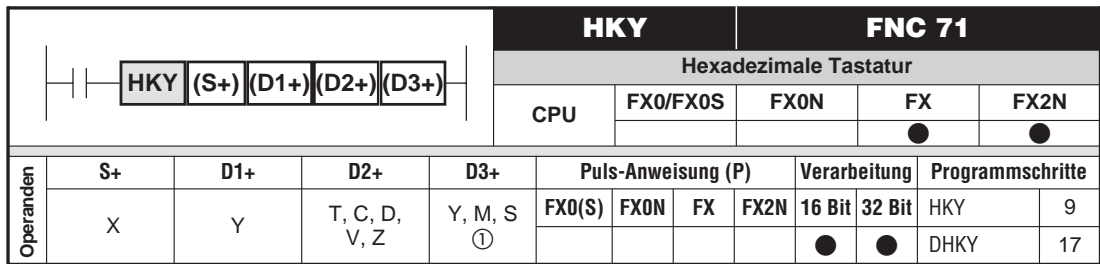 HKY FNC 71
Hexadezimale Tastatur
HKY (S+) (D1+) (D2+) (D3+)
CPU FX0/FX0S FX0N FX FX2N
● ●
Operanden S+ D1+ D2+ D3+ Puls-Anweisung (P) Verarbeitung Programmschritte
X Y T, C, D, Y, M, S FX0(S) FX0N FX FX2N 16 Bit 32 Bit HKY 9
V, Z ① ● ● DHKY 17